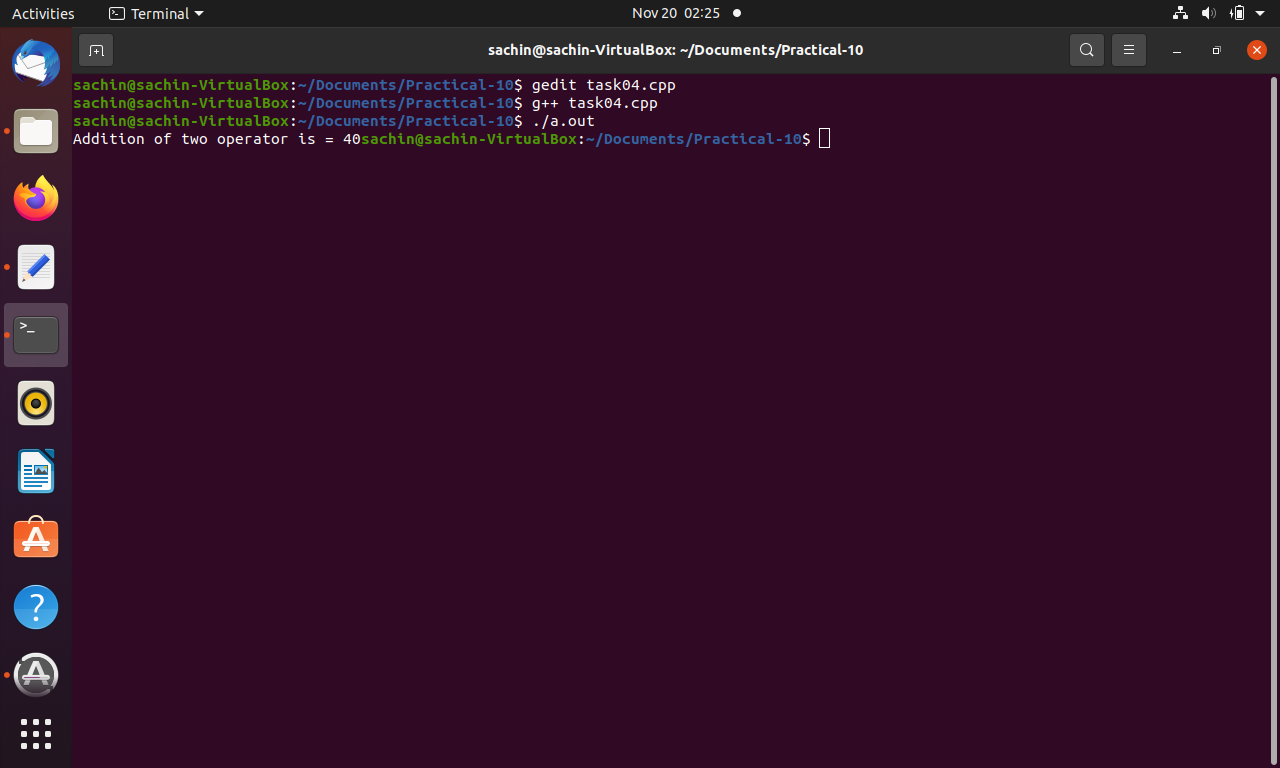 Activities Terminal Nov 20 02:25
sachin@sachin-VirtualBox: ~/Documents/Practical-10
sachin@sachin-VirtualBox:~/Documents/Practical-10$ gedit task04.cpp
sachin@sachin-VirtualBox:~/Documents/Practical-10$ g++ task04.cpp
sachin@sachin-VirtualBox:~/Documents/Practical-10$ ./a.out
Addition of two operator is = 40sachin@sachin-VirtualBox:~/Documents/Practical-10$